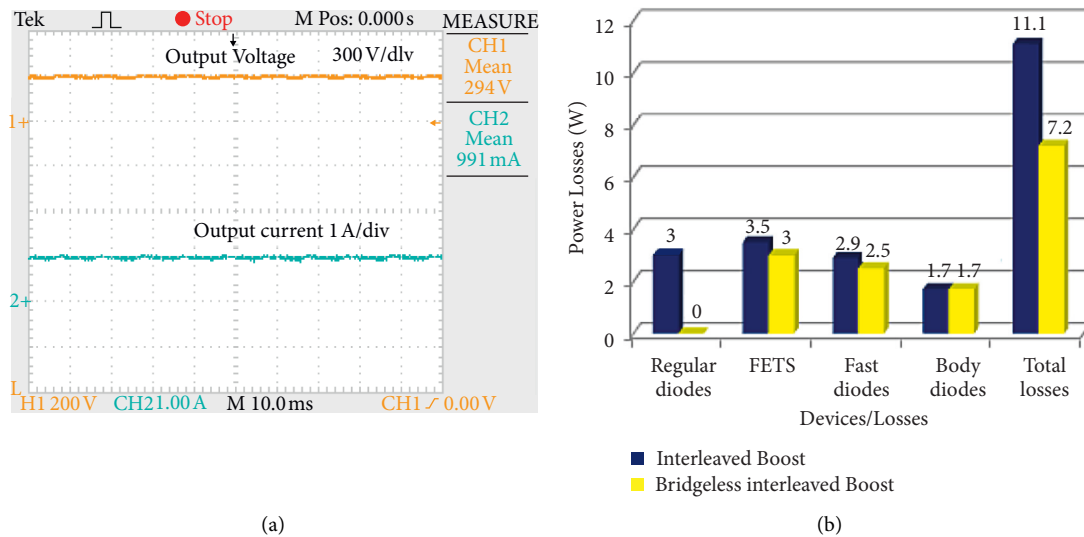 Tek
Stop
M Pos: 0.000 s
MEASURE
Output Voltage
300 V/dlv
CH1
Mean
294 V
1+
CH2
Mean
991 mA
Output current 1 A/div
2+
L
H1 200 V
CH21.00 A
M 10.0 ms
CH1
0.00 V
(a)
12
10
8
6
4
2
0
Power Losses (W)
3
0
3.5
3
2.9
2.5
1.7
1.7
11.1
7.2
Regular
diodes
FETS
Fast
diodes
Body
diodes
Total
losses
Devices/Losses
Interleaved Boost
Bridgeless interleaved Boost
(b)